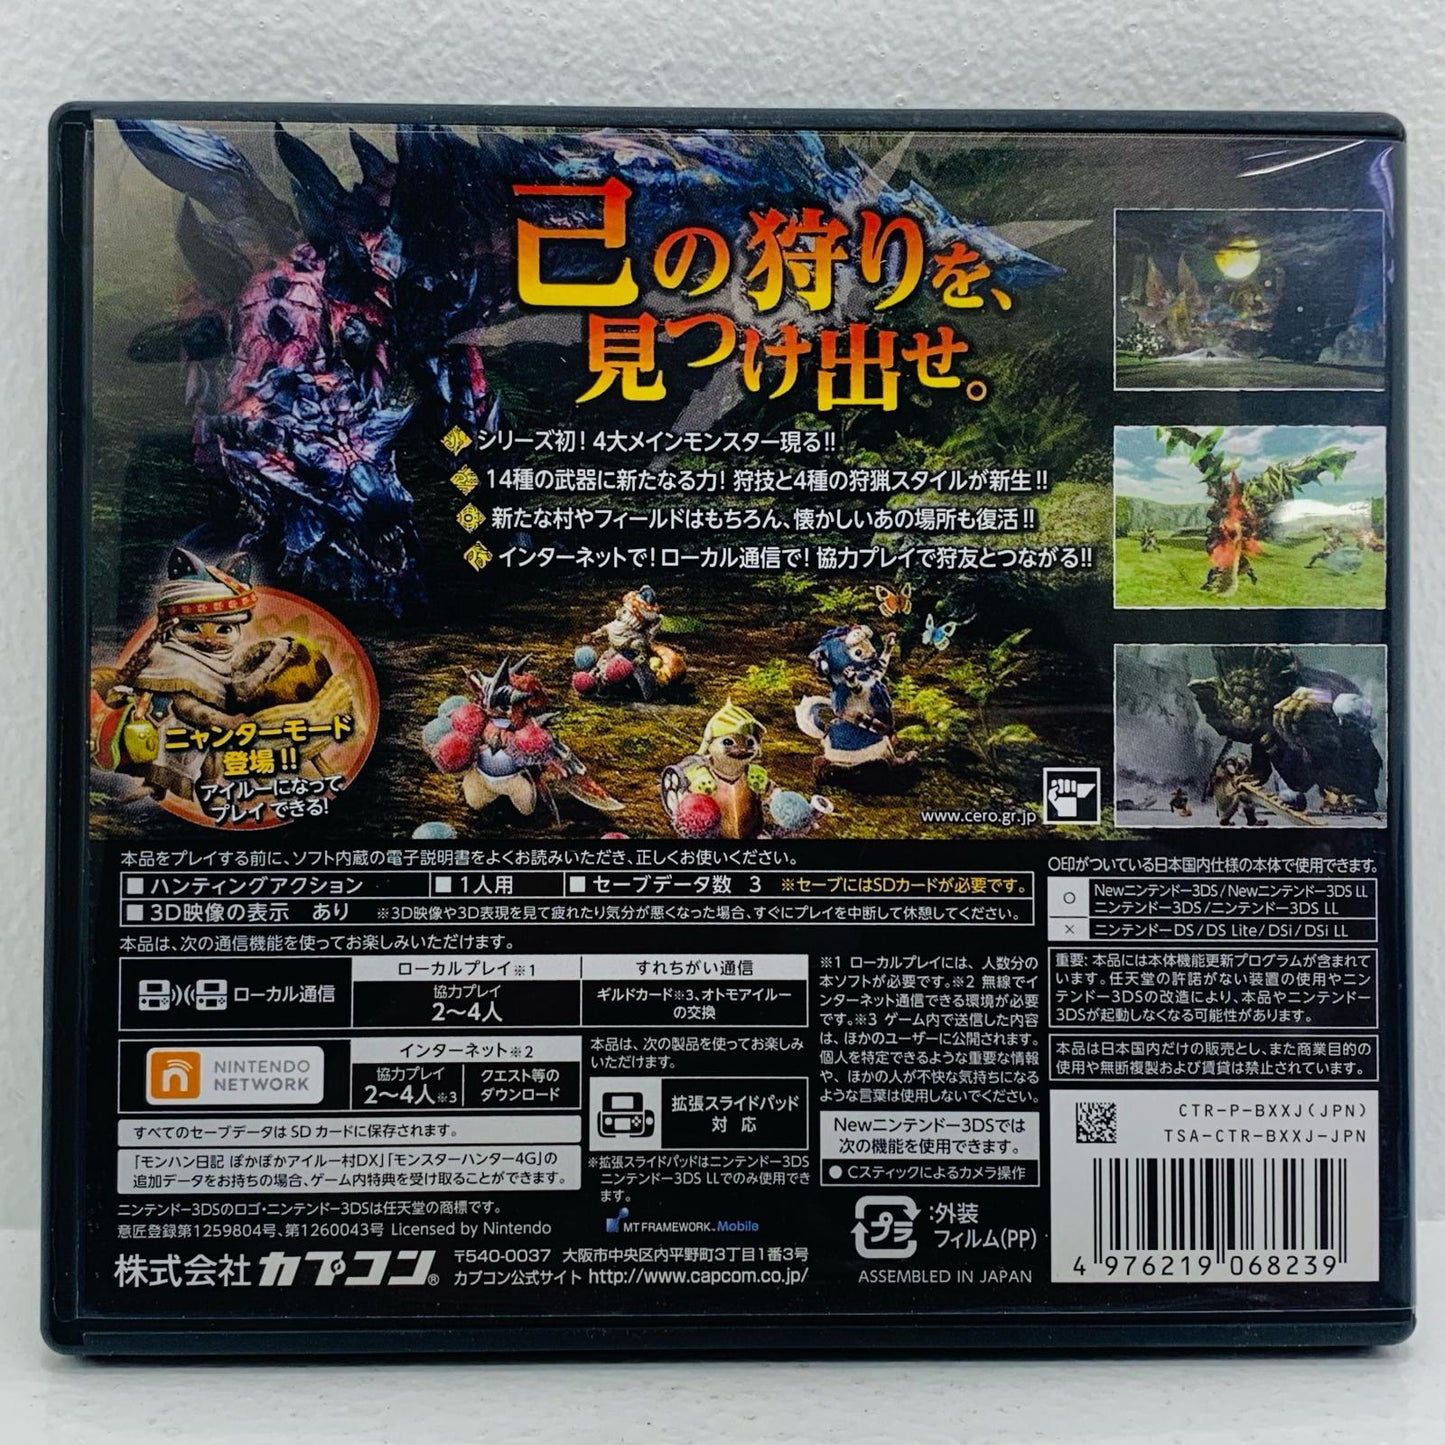 己の狩りを、
見つけ出せ。
シリーズ初! 4大メインモンスター現る!!
14種の武器に新たなる力! 狩技と4種の狩猟スタイルが新生!!
新たな村やフィールドはもちろん、懐かしいあの場所も復活!!
インターネットで! ローカル通信で! 協力プレイで狩友とつながる!!
ニャンターモード
登場!!
アイルーになって
プレイできる!
www.cero.gr.jp
本品をプレイする前に、ソフト内蔵の電子説明書をよくお読みいただき、正しくお使いください。
■ ハンティングアクション ■ 1人用 ■ セーブデータ数 3 ※セーブにはSDカードが必要です。
■ 3D映像の表示 あり ※3D映像や3D表現を見て疲れたり気分が悪くなった場合、すぐにプレイを中断して休憩してください。
本品は、次の通信機能を使ってお楽しみいただけます。
ローカル通信
ローカルプレイ※1
協力プレイ
2〜4人
すれちがい通信
ギルドカード※3、オトモアイルー
の交換
NINTENDO
NETWORK
インターネット※2
協力プレイ
2〜4人※3
クエスト等の
ダウンロード
すべてのセーブデータは SD カードに保存されます。
「モンハン日記 ぽかぽかアイルー村DX」「モンスターハンター4G」の
追加データをお持ちの場合、ゲーム内特典を受け取ることができます。
本品は、次の製品を使ってお楽しみ
いただけます。
拡張スライドパッド
対 応
※拡張スライドパッドはニンテンドー3DS
ニンテンドー3DS LLでのみ使用でき
ます。
MT FRAMEWORK Mobile
※1 ローカルプレイには、人数分の
本ソフトが必要です。※2 無線でイ
ンターネット通信できる環境が必要
です。※3 ゲーム内で送信した内容
は、ほかのユーザーに公開されます。
個人を特定できるような重要な情報
や、ほかの人が不快な気持ちになる
ような言葉は使用しないでください。
Newニンテンドー3DSでは
次の機能を使用できます。
● Cスティックによるカメラ操作
○印がついている日本国内仕様の本体で使用できます。
○ Newニンテンドー3DS / Newニンテンドー3DS LL
ニンテンドー3DS / ニンテンドー3DS LL
× ニンテンドーDS / DS Lite / DSi / DSi LL
重要: 本品には本体機能更新プログラムが含まれて
います。任天堂の許諾がない装置の使用やニン
テンドー3DSの改造により、本品やニンテンドー
3DSが起動しなくなる可能性があります。
本品は日本国内だけの販売とし、また商業目的の
使用や無断複製および賃貸は禁止されています。
CTR-P-BXXJ(JPN)
TSA-CTR-BXXJ-JPN
4 976219 068239
ニンテンドー3DSのロゴ・ニンテンドー3DSは任天堂の商標です。
意匠登録第1259804号、第1260043号 Licensed by Nintendo
株式会社 カプコン®
〒540-0037 大阪市中央区内平野町3丁目1番3号
カプコン公式サイト http://www.capcom.co.jp/
プラ
:外装
フィルム(PP)
ASSEMBLED IN JAPAN